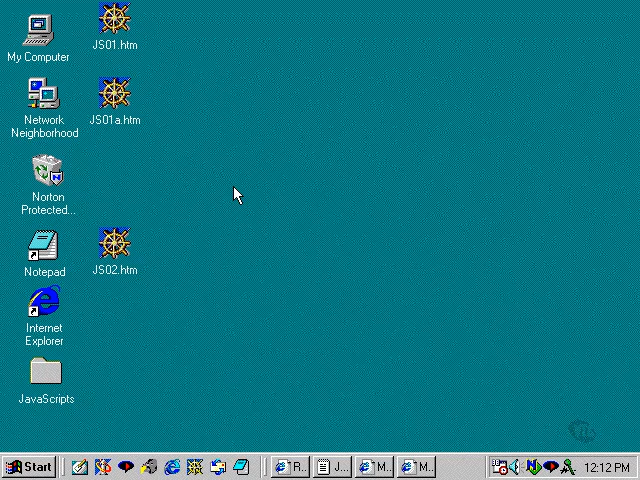 My Computer
JS01.htm
Network
Neighborhood
JS01a.htm
Norton
Protected...
Notepad
JS02.htm
Internet
Explorer
JavaScripts
Start
R...
J...
M...
M...
12:12 PM